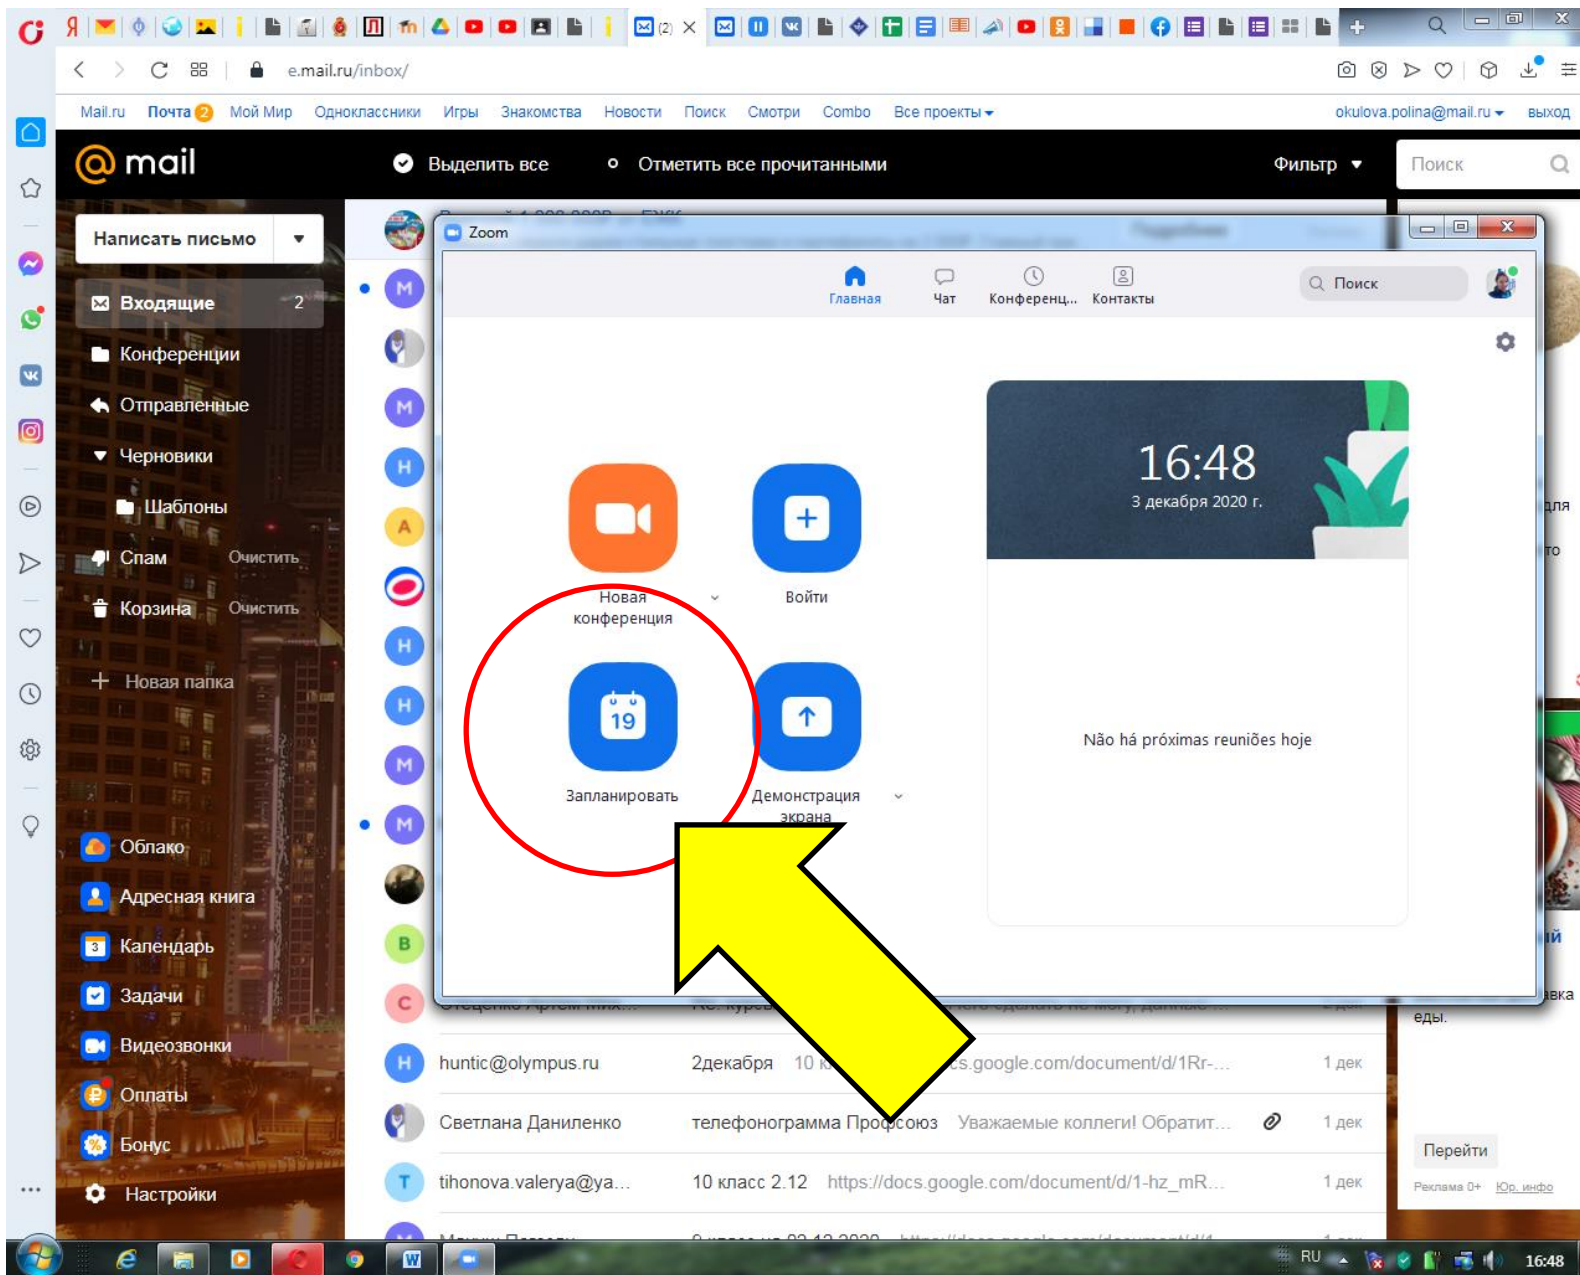 (2)
e.mail.ru/inbox/
Mail.ru Почта 2 Мой Мир Одноклассники Игры Знакомства Новости Поиск Смотри Combo Все проекты okulova.polina@mail.ru выход
@mail Выделить все Отметить все прочитанными Фильтр Поиск
Написать письмо
Входящие 2
Конференции
Отправленные
Черновики
Шаблоны
Спам Очистить
Корзина Очистить
Новая папка
Облако
Адресная книга
Календарь
Задачи
Видеозвонки
Оплаты
Бонус
Настройки
Zoom
Главная Чат Конференц... Контакты
Поиск
16:48
3 декабря 2020 г.
Новая
конференция
Войти
19
Запланировать
Демонстрация
экрана
Não há próximas reuniões hoje
для
еды.
huntic@olympus.ru 2декабря 1 дек
Светлана Даниленко телефонограмма Профсоюз Уважаемые коллеги! Обратит... 1 дек
tihonova.valerya@ya... 10 класс 2.12 https://docs.google.com/document/d/1-hz_mR... 1 дек
Перейти
Реклама 0+ Юр. инфо
RU 16:48